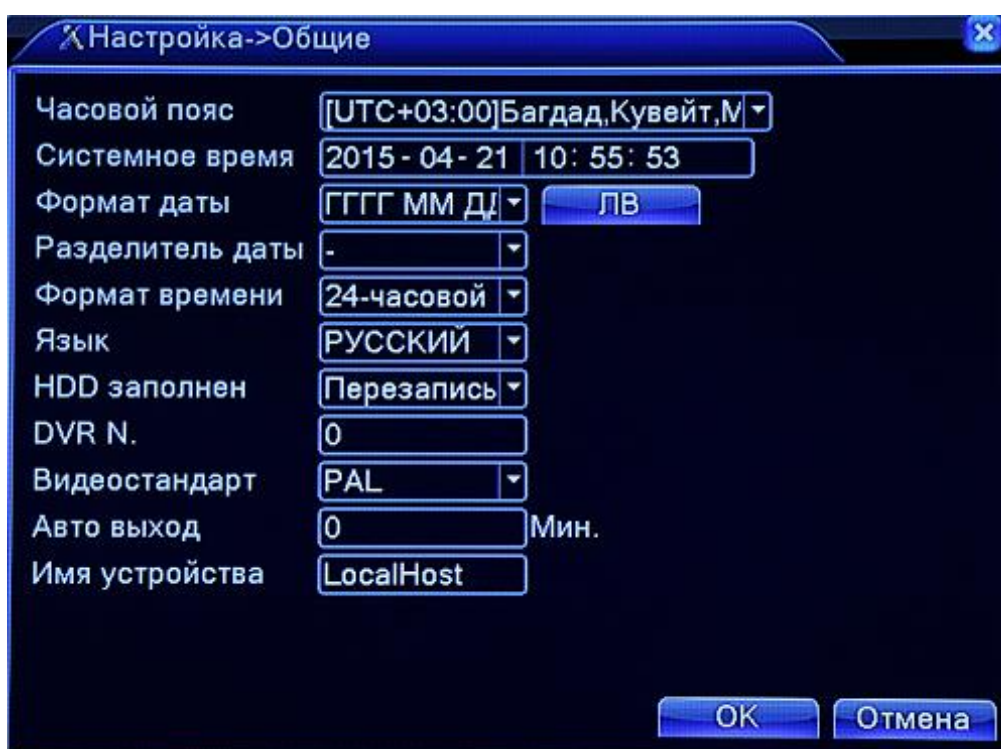 Настройка->Общие
Часовой пояс [UTC+03:00]Багдад,Кувейт,М
Системное время 2015-04-21 10:55:53
Формат даты ГГГГ ММ ДД ЛВ
Разделитель даты -
Формат времени 24-часовой
Язык РУССКИЙ
HDD заполнен Перезапись
DVR N. 0
Видеостандарт PAL
Авто выход 0 Мин.
Имя устройства LocalHost
OK Отмена